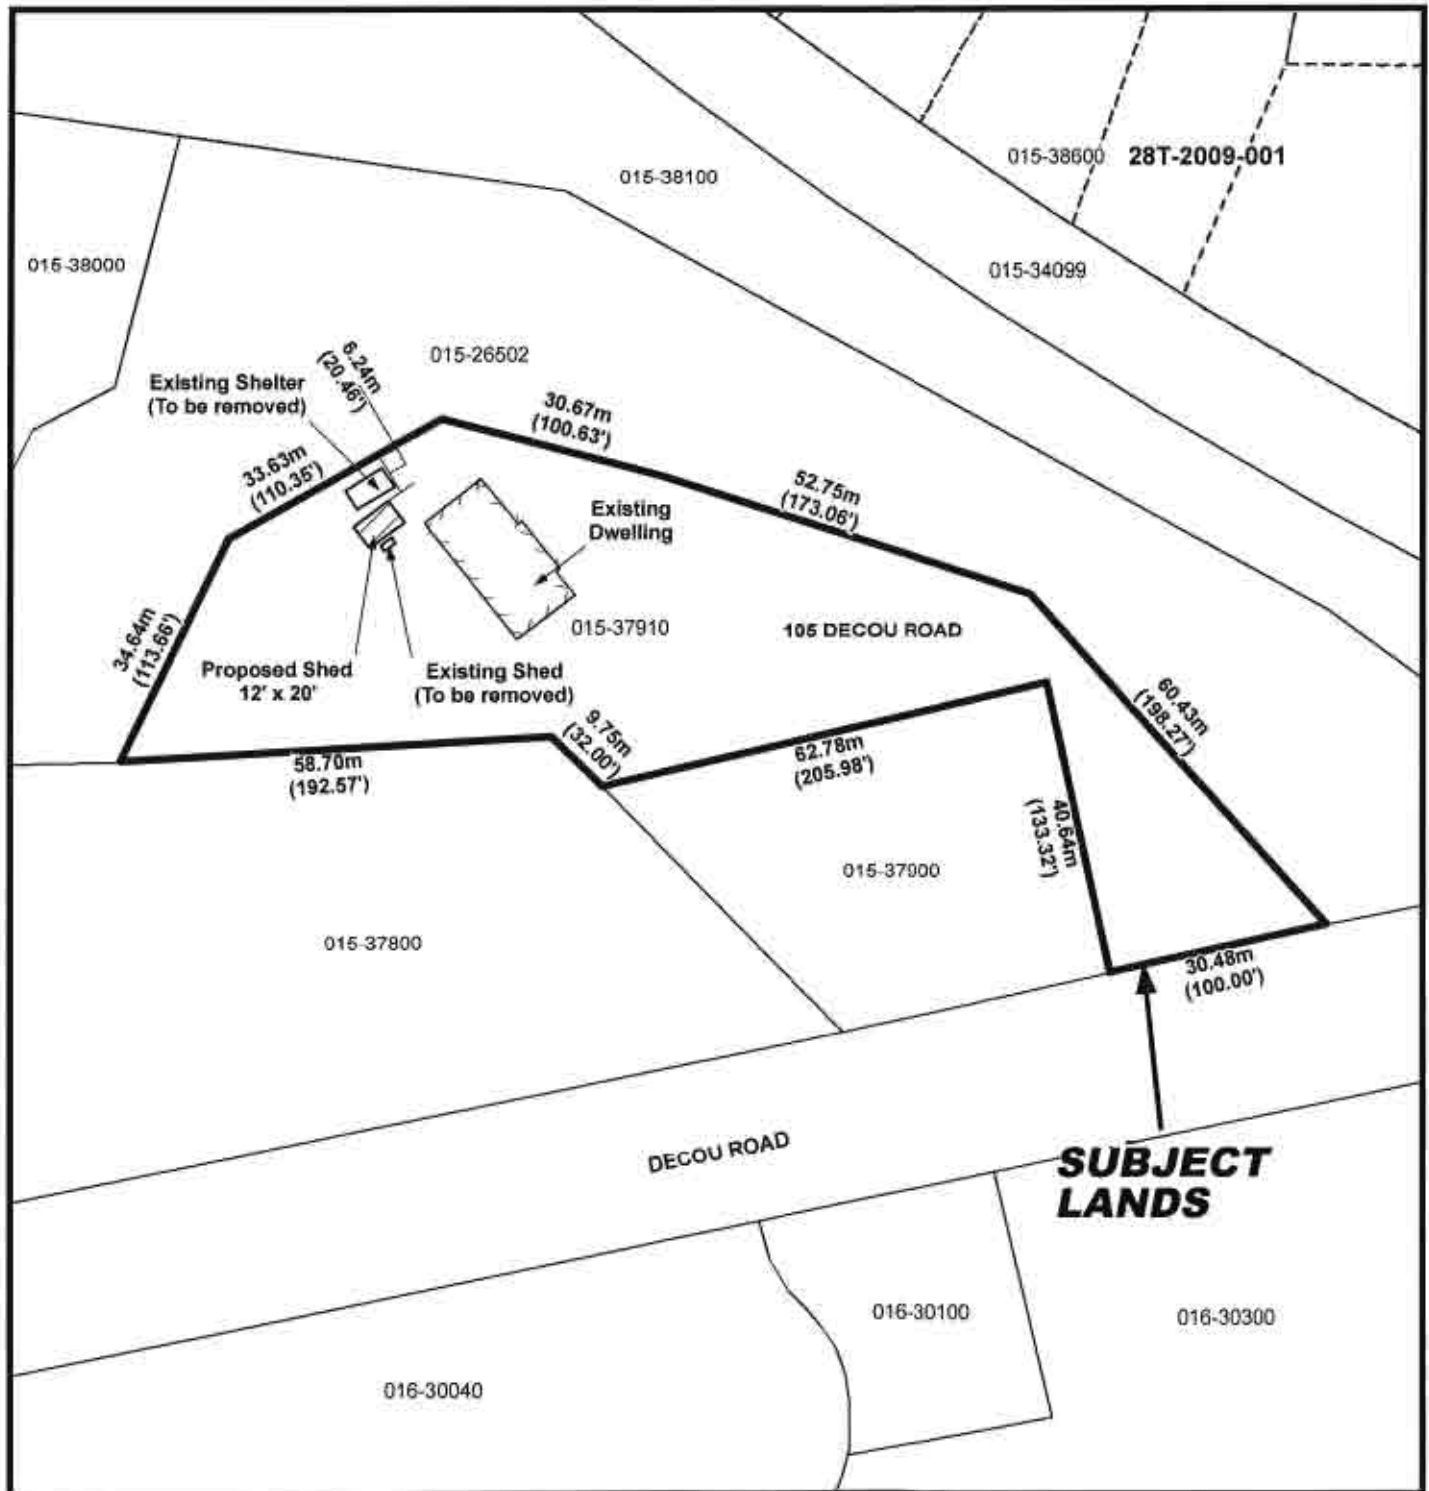 015-38600 28T-2009-001
015-38100
015-38000
015-34099
6.24m
(20.46')
015-26502
Existing Shelter
(To be removed)
30.67m
(100.63')
33.63m
(110.35')
52.75m
(173.06')
Existing
Dwelling
34.64m
(113.66')
015-37910
105 DECOU ROAD
Proposed Shed
12' x 20'
Existing Shed
(To be removed)
9.75m
(32.00')
60.43m
(198.27')
58.70m
(192.57')
62.78m
(205.98')
40.64m
(133.32')
015-37900
015-37800
30.48m
(100.00')
DECOU ROAD
SUBJECT
LANDS
016-30100
016-30300
016-30040